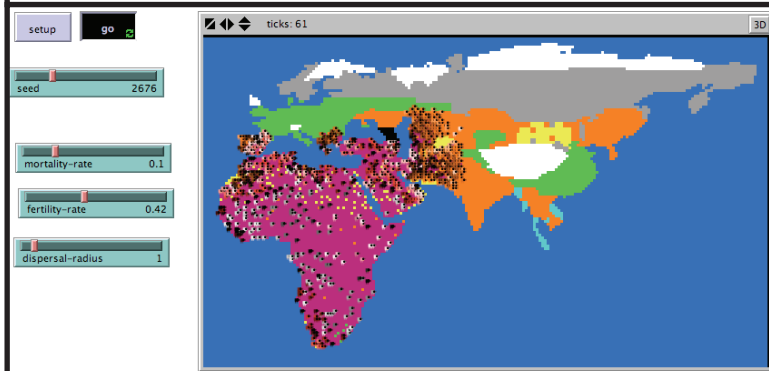 setup
go
ticks: 61
3D
seed 2676
mortality-rate 0.1
fertility-rate 0.42
dispersal-radius 1